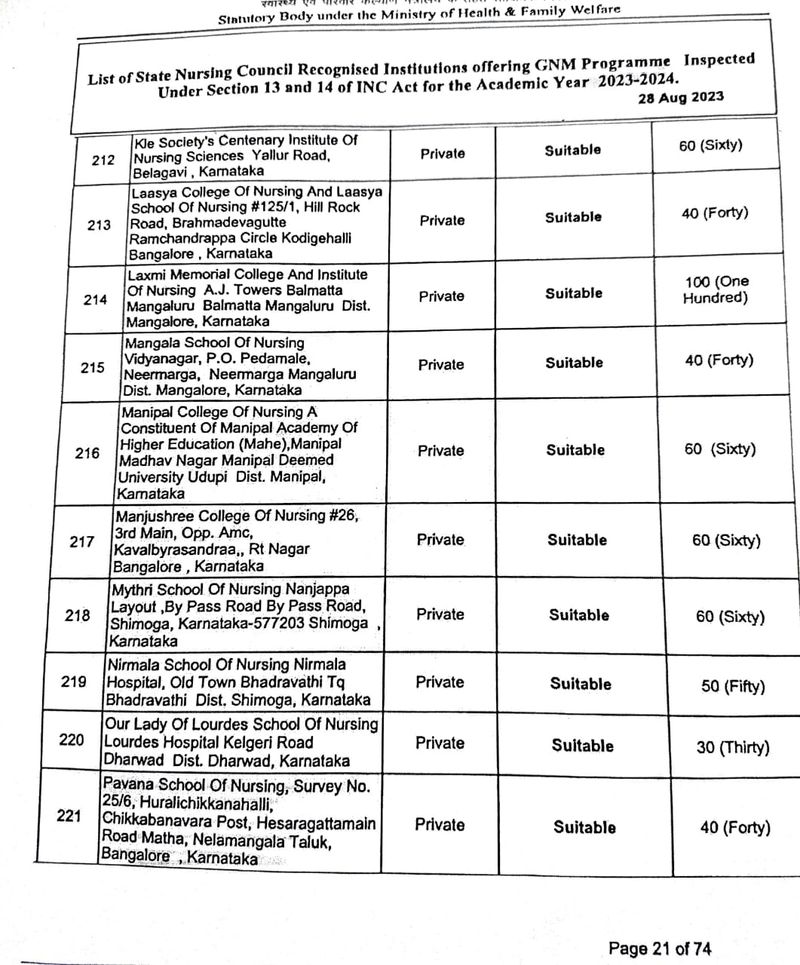 Statutory Body under the Ministry of Health & Family Welfare
List of State Nursing Council Recognised Institutions offering GNM Programme Inspected
Under Section 13 and 14 of INC Act for the Academic Year 2023-2024.
28 Aug 2023
212
Kle Society's Centenary Institute Of
Nursing Sciences Yallur Road,
Belagavi , Karnataka
Private
Suitable
60 (Sixty)
213
Laasya College Of Nursing And Laasya
School Of Nursing #125/1, Hill Rock
Road, Brahmadevagutte
Ramchandrappa Circle Kodigehalli
Bangalore , Karnataka
Private
Suitable
40 (Forty)
214
Laxmi Memorial College And Institute
Of Nursing A.J. Towers Balmatta
Mangaluru Balmatta Mangaluru Dist.
Mangalore, Karnataka
Private
Suitable
100 (One
Hundred)
215
Mangala School Of Nursing
Vidyanagar, P.O. Pedamale,
Neermarga, Neermarga Mangaluru
Dist. Mangalore, Karnataka
Private
Suitable
40 (Forty)
216
Manipal College Of Nursing A
Constituent Of Manipal Academy Of
Higher Education (Mahe),Manipal
Madhav Nagar Manipal Deemed
University Udupi Dist. Manipal,
Karnataka
Private
Suitable
60 (Sixty)
217
Manjushree College Of Nursing #26,
3rd Main, Opp. Amc,
Kavalbyrasandraa,, Rt Nagar
Bangalore , Karnataka
Private
Suitable
60 (Sixty)
218
Mythri School Of Nursing Nanjappa
Layout ,By Pass Road By Pass Road,
Shimoga, Karnataka-577203 Shimoga ,
Karnataka
Private
Suitable
60 (Sixty)
219
Nirmala School Of Nursing Nirmala
Hospital, Old Town Bhadravathi Tq
Bhadravathi Dist. Shimoga, Karnataka
Private
Suitable
50 (Fifty)
220
Our Lady Of Lourdes School Of Nursing
Lourdes Hospital Kelgeri Road
Dharwad Dist. Dharwad, Karnataka
Private
Suitable
30 (Thirty)
221
Pavana School Of Nursing, Survey No.
25/6, Huralichikkanahalli,
Chikkabanavara Post, Hesaragattamain
Road Matha, Nelamangala Taluk,
Bangalore , Karnataka
Private
Suitable
40 (Forty)
Page 21 of 74